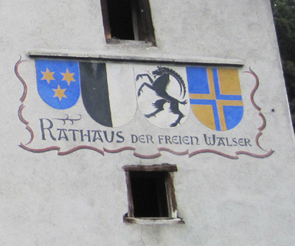 RATHAUS DER FREIEN WALSER